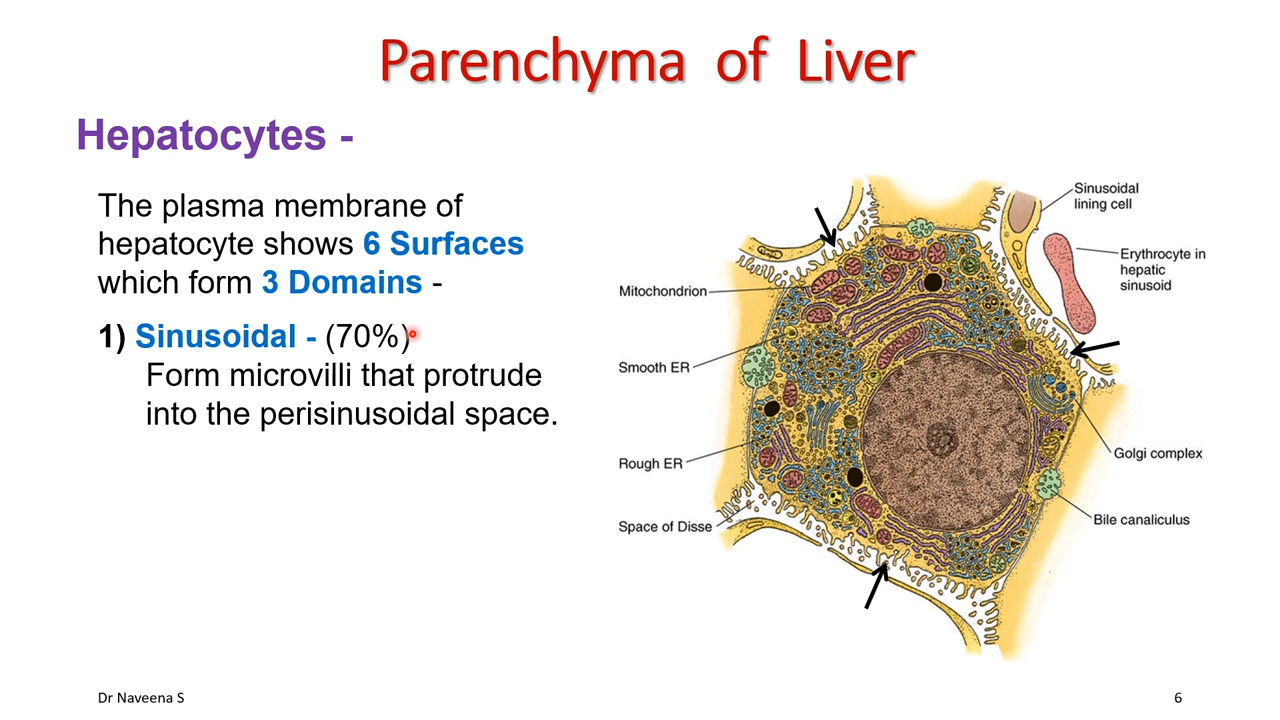 Parenchyma of Liver
Hepatocytes -
The plasma membrane of
hepatocyte shows 6 Surfaces
which form 3 Domains -
1) Sinusoidal - (70%)
Form microvilli that protrude
into the perisinusoidal space.
Sinusoidal
lining cell
Erythrocyte in
hepatic
sinusoid
Mitochondrion
Smooth ER
Rough ER
Golgi complex
Space of Disse
Bile canaliculus
Dr Naveena S
6